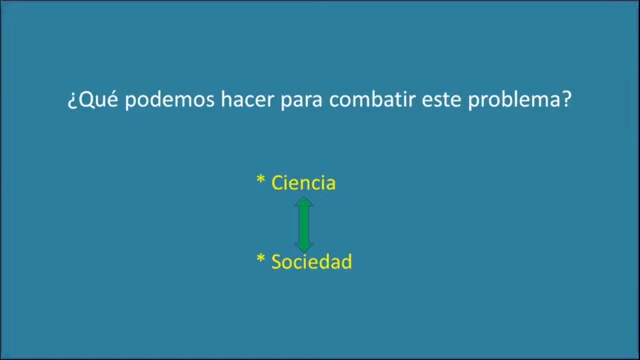 ¿Qué podemos hacer para combatir este problema?
* Ciencia
* Sociedad